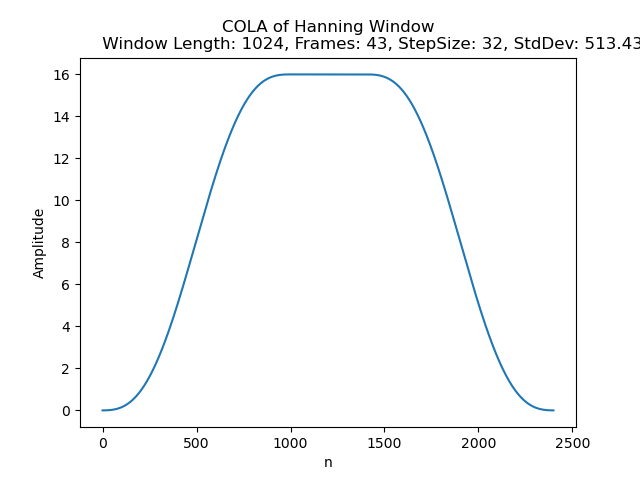 COLA of Hanning Window
Window Length: 1024, Frames: 43, StepSize: 32, StdDev: 513.43
16
14
12
10
8
6
4
2
0
Amplitude
0 500 1000 1500 2000 2500
n